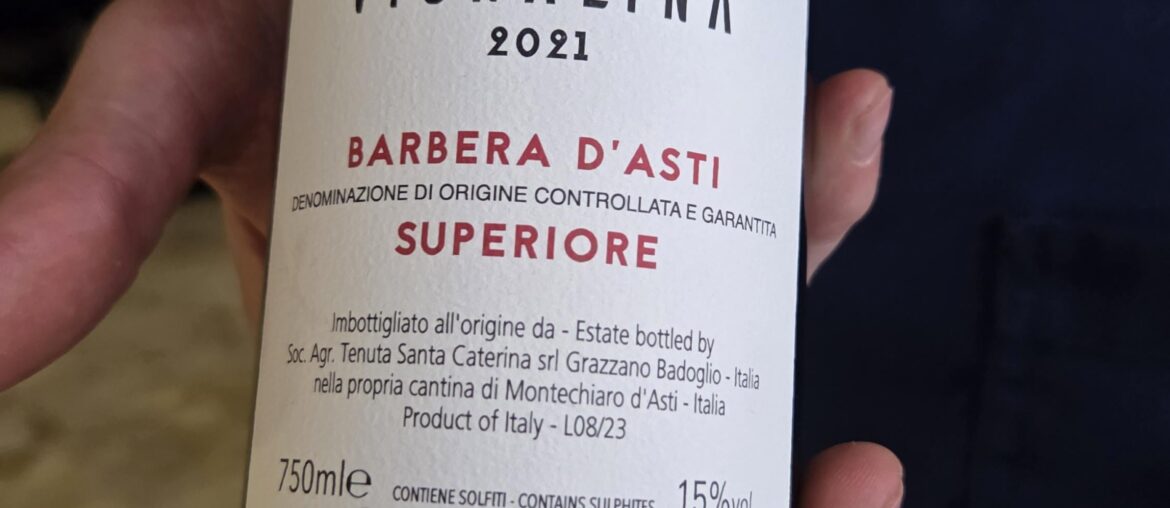 2021
BARBERA D'ASTI
DENOMINAZIONE DI ORIGINE CONTROLLATA E GARANTITA
SUPERIORE
Imbottigliato all'origine da - Estate bottled by
Soc. Agr. Tenuta Santa Caterina srl Grazzano Badoglio - Italia
nella propria cantina di Montechiaro d'Asti - Italia
Product of Italy - L08/23
750ml℮ CONTIENE SOLFITI - CONTAINS SULPHITES 15%vol